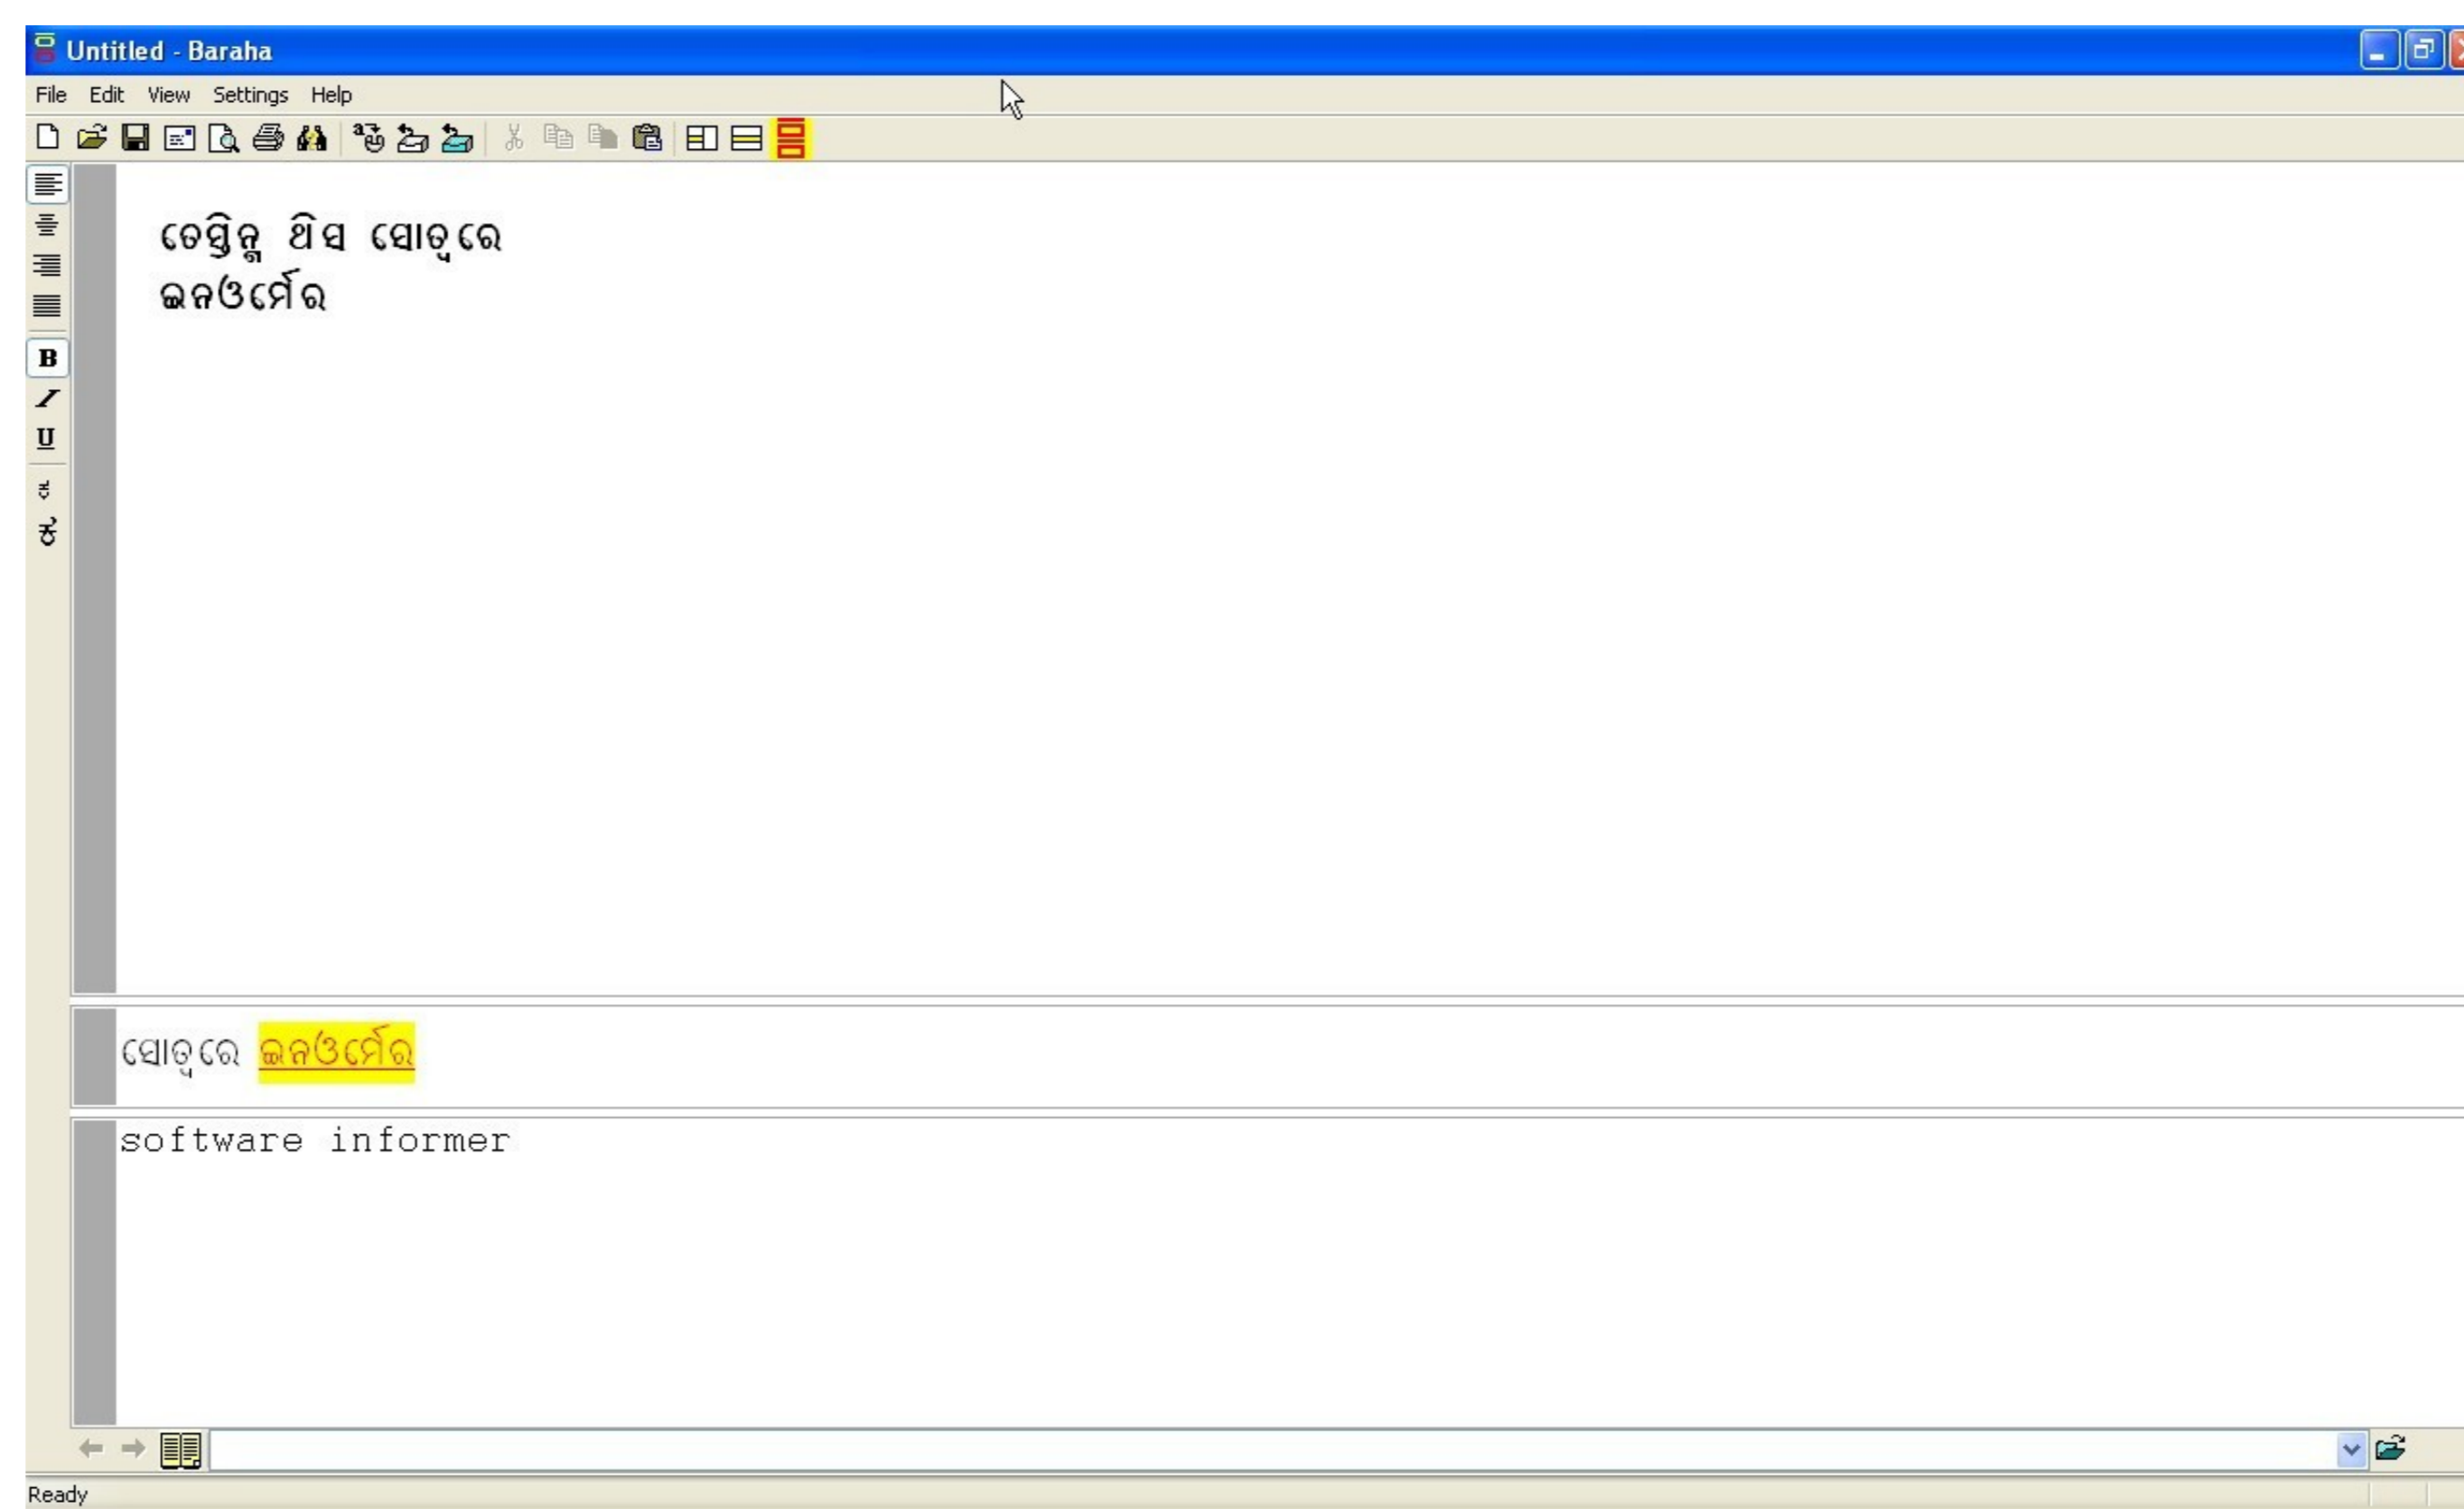 Untitled - Baraha
File Edit View Settings Help
ତେସ୍ତିନ୍ଗ ଥିସ ସୋତ୍ୱରେ
ଇନଓର୍ମେର
B
I
U
ಕ
ಕ
ସୋତ୍ୱରେ ଇନଓର୍ମେର
software informer
Ready